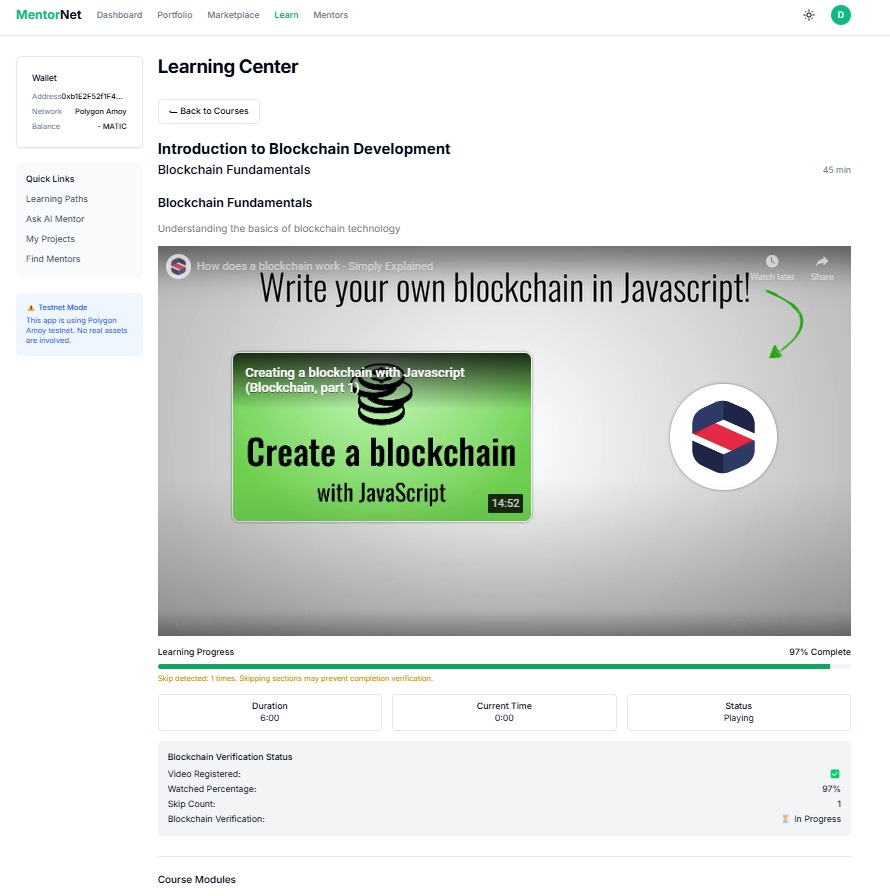 MentorNet Dashboard Portfolio Marketplace Learn Mentors D
Wallet
Address0xb1E2F52f1F4...
Network Polygon Amoy
Balance - MATIC
Quick Links
Learning Paths
Ask AI Mentor
My Projects
Find Mentors
⚠️ Testnet Mode
This app is using Polygon
Amoy testnet. No real assets
are involved.
Learning Center
Back to Courses
Introduction to Blockchain Development
Blockchain Fundamentals 45 min
Blockchain Fundamentals
Understanding the basics of blockchain technology
How does a blockchain work - Simply Explained
Watch later Share
Write your own blockchain in Javascript!
Creating a blockchain with Javascript
(Blockchain, part 1)
Create a blockchain
with JavaScript
14:52
Learning Progress 97% Complete
Skip detected: 1 times. Skipping sections may prevent completion verification.
Duration
6:00
Current Time
0:00
Status
Playing
Blockchain Verification Status
Video Registered: ✅
Watched Percentage: 97%
Skip Count: 1
Blockchain Verification: ⏳ In Progress
Course Modules